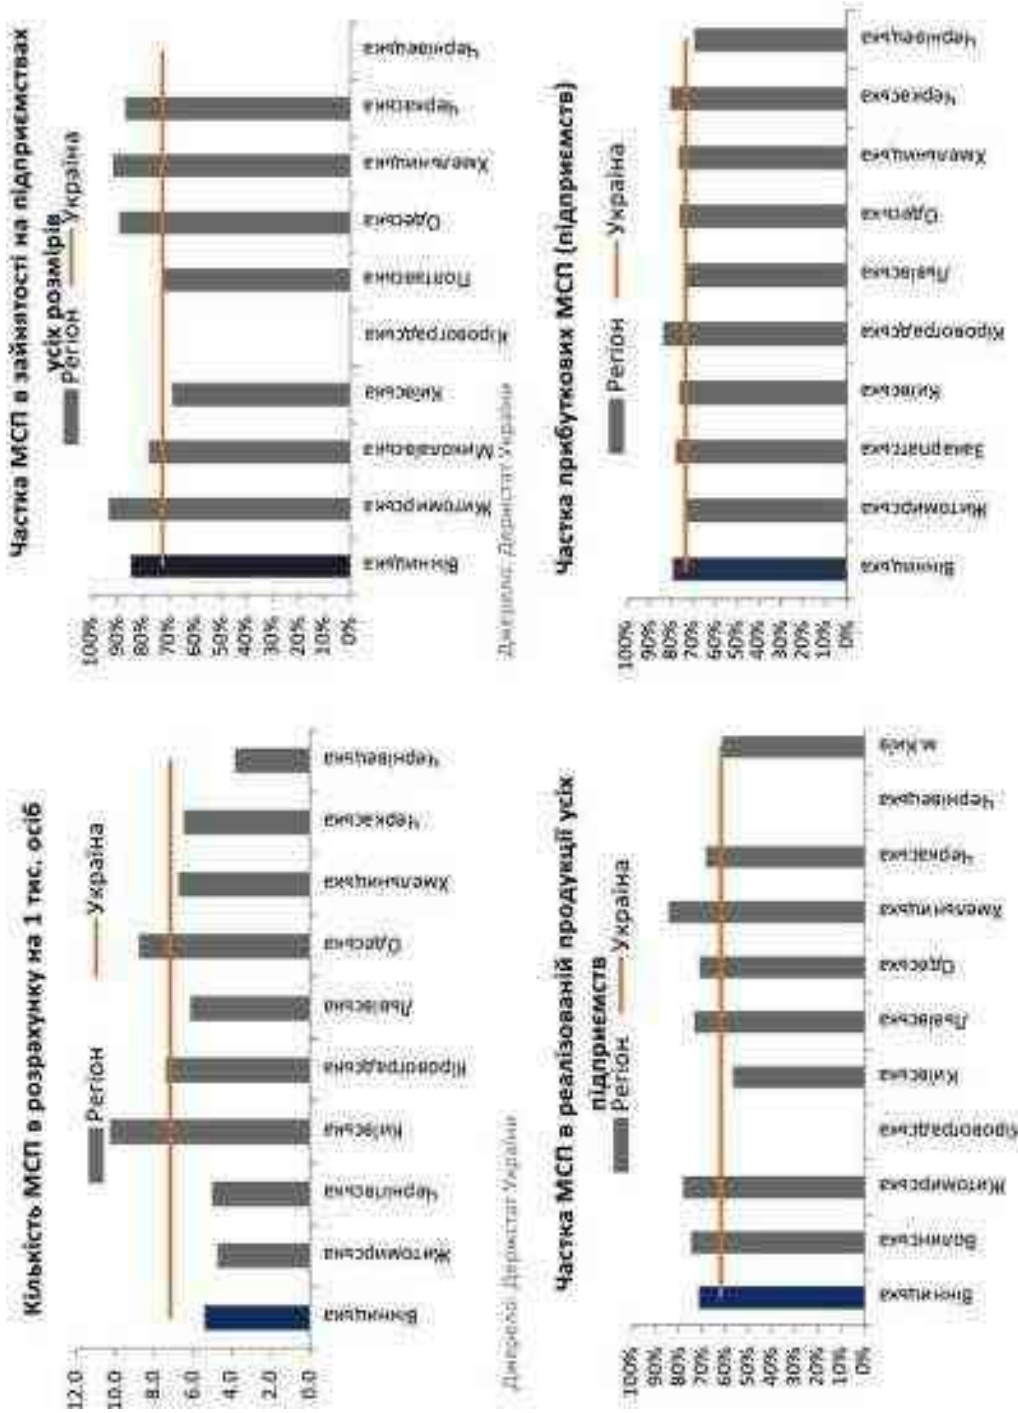 Кількість МСП в розрахунку на 1 тис. осіб
Регіон Україна
12.0
10.0
8.0
6.0
4.0
2.0
0.0
Вінницька
Житомирська
Чернігівська
Київська
Кіровоградська
Львівська
Одеська
Хмельницька
Черкаська
Чернівецька
Джерело: Держстат України
Частка МСП в зайнятості на підприємствах
усіх розмірів
Регіон Україна
100%
90%
80%
70%
60%
50%
40%
30%
20%
10%
0%
Вінницька
Житомирська
Миколаївська
Київська
Кіровоградська
Полтавська
Одеська
Хмельницька
Черкаська
Чернівецька
Джерело: Держстат України
Частка МСП в реалізованій продукції усіх
підприємств
Регіон Україна
100%
90%
80%
70%
60%
50%
40%
30%
20%
10%
0%
Вінницька
Волинська
Житомирська
Кіровоградська
Київська
Львівська
Одеська
Хмельницька
Черкаська
Чернівецька
м.Київ
Частка прибуткових МСП (підприємств)
Регіон Україна
100%
90%
80%
70%
60%
50%
40%
30%
20%
10%
0%
Вінницька
Житомирська
Закарпатська
Київська
Кіровоградська
Львівська
Одеська
Хмельницька
Черкаська
Чернівецька